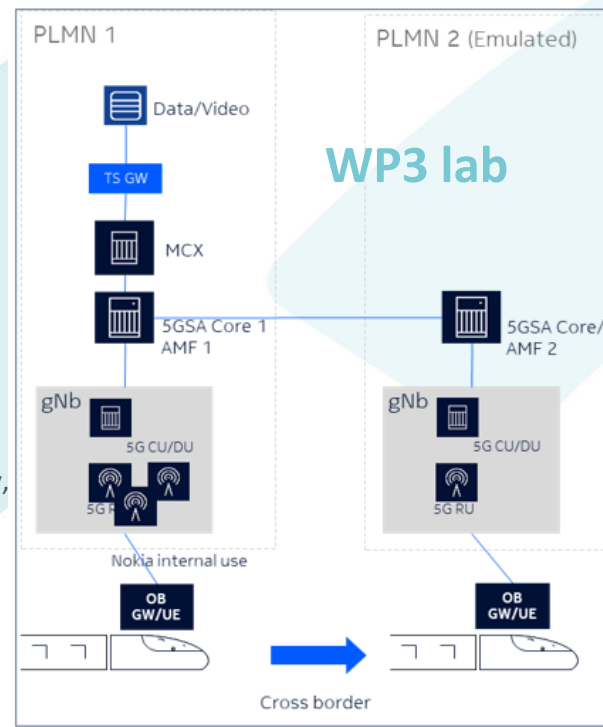 PLMN 1
PLMN 2 (Emulated)
Data/Video
WP3 lab
TS GW
MCX
5GSA Core 1
AMF 1
5GSA Core/
AMF 2
gNb
gNb
5G CU/DU
5G CU/DU
5G
5G RU
Nokia internal use
OB
GW/UE
OB
GW/UE
Cross border